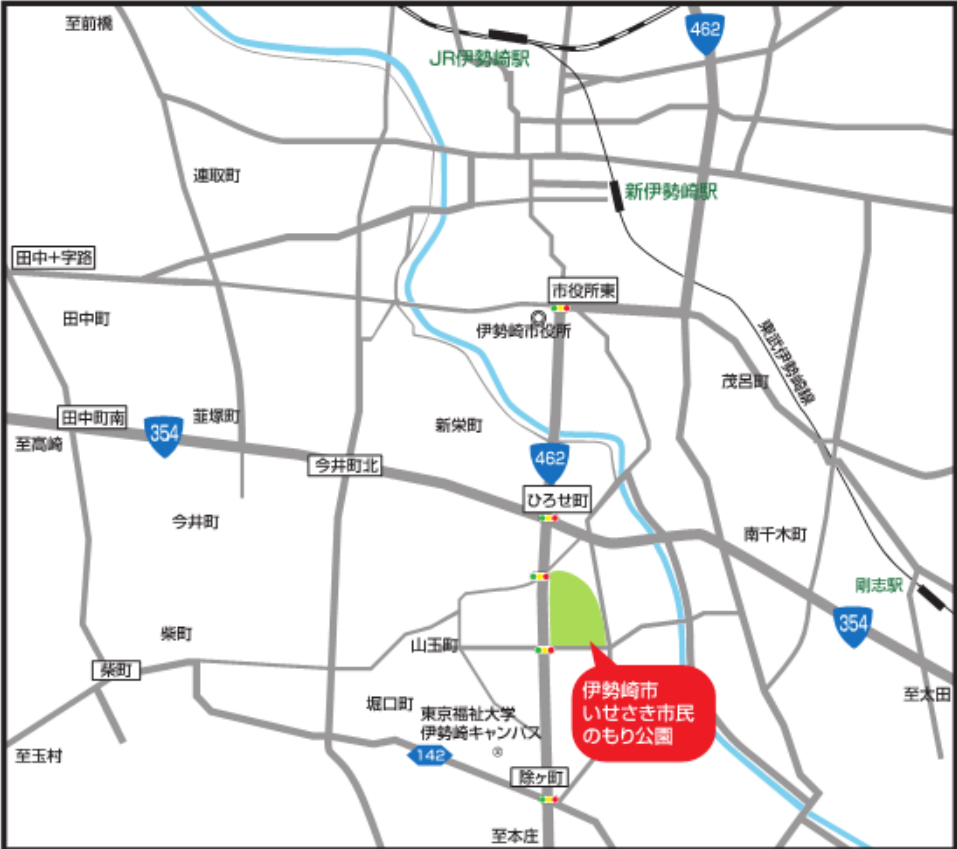 至前橋
462
JR伊勢崎駅
連取町
新伊勢崎駅
田中+字路
市役所東
田中町
伊勢崎市役所
東武伊勢崎線
茂呂町
田中町南
354
韮塚町
新栄町
至高崎
今井町北
462
ひろせ町
今井町
南千木町
剛志駅
柴町
山王町
354
柴町
伊勢崎市
いせさき市民
のもり公園
至太田
堀口町
東京福祉大学
伊勢崎キャンパス
至玉村
142
文
除ヶ町
至本庄